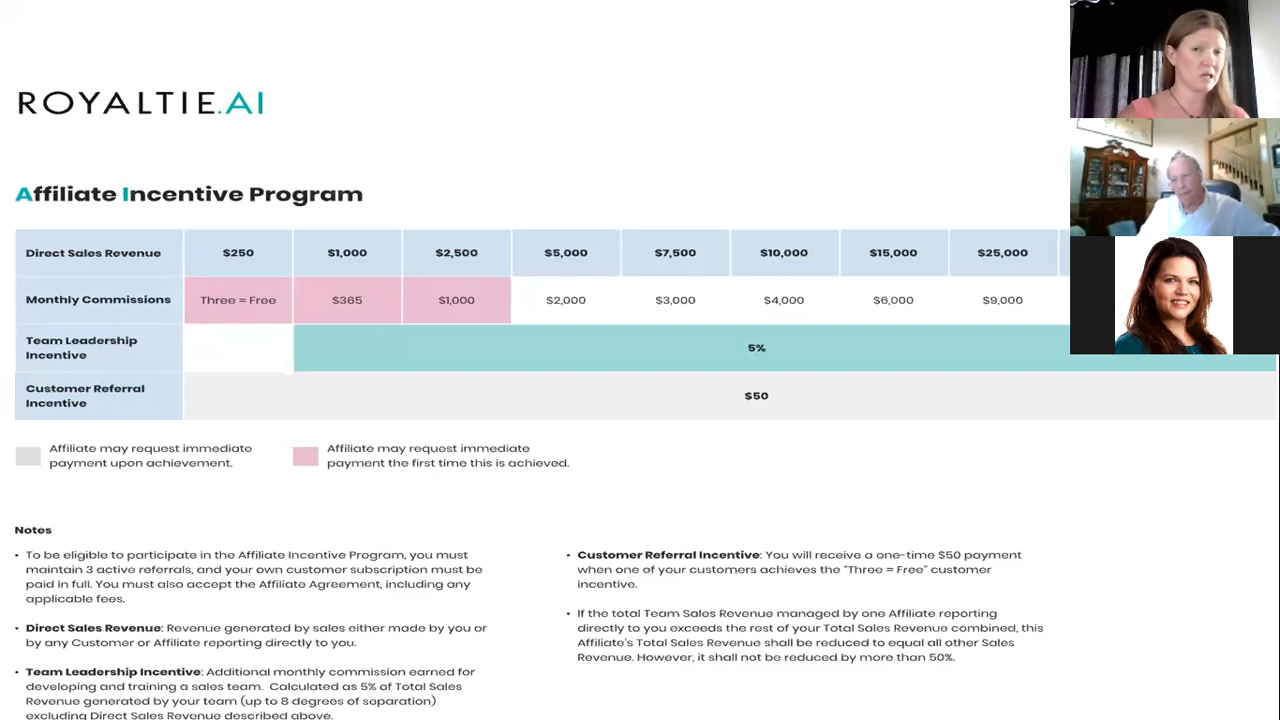 ROYALTIE.AI
Affiliate Incentive Program
Direct Sales Revenue $250 $1,000 $2,500 $5,000 $7,500 $10,000 $15,000 $25,000
Monthly Commissions Three = Free $365 $1,000 $2,000 $3,000 $4,000 $6,000 $9,000
Team Leadership
Incentive
5%
Customer Referral
Incentive
$50
Affiliate may request immediate
payment upon achievement.
Affiliate may request immediate
payment the first time this is achieved.
Notes
• To be eligible to participate in the Affiliate Incentive Program, you must
maintain 3 active referrals, and your own customer subscription must be
paid in full. You must also accept the Affiliate Agreement, including any
applicable fees.
• Direct Sales Revenue: Revenue generated by sales either made by you or
by any Customer or Affiliate reporting directly to you.
• Team Leadership Incentive: Additional monthly commission earned for
developing and training a sales team. Calculated as 5% of Total Sales
Revenue generated by your team (up to 8 degrees of separation)
excluding Direct Sales Revenue described above.
• Customer Referral Incentive: You will receive a one-time $50 payment
when one of your customers achieves the "Three = Free" customer
incentive.
• If the total Team Sales Revenue managed by one Affiliate reporting
directly to you exceeds the rest of your Total Sales Revenue combined, this
Affiliate's Total Sales Revenue shall be reduced to equal all other Sales
Revenue. However, it shall not be reduced by more than 50%.